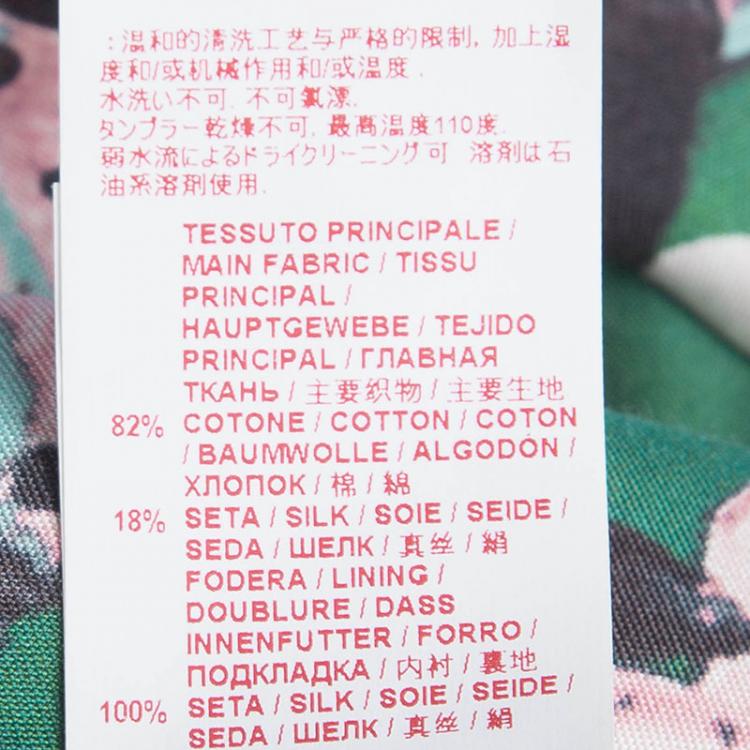 :温和的清洗工艺与严格的限制, 加上湿
度和/或机械作用和/或温度.
水洗い不可. 不可氯漂.
タンブラー乾燥不可, 最高温度110度.
弱水流によるドライクリーニング可 溶剤は石
油系溶剤使用.
TESSUTO PRINCIPALE /
MAIN FABRIC / TISSU
PRINCIPAL /
HAUPTGEWEBE / TEJIDO
PRINCIPAL / ГЛАВНАЯ
ТКАНЬ / 主要织物 / 主要生地
82% COTONE / COTTON / COTON
/ BAUMWOLLE / ALGODÓN /
ХЛОПОК / 棉 / 綿
18% SETA / SILK / SOIE / SEIDE /
SEDA / ШЕЛК / 真丝 / 絹
FODERA / LINING /
DOUBLURE / DASS
INNENFUTTER / FORRO /
ПОДКЛАДКА / 内衬 / 裏地
100% SETA / SILK / SOIE / SEIDE /
SEDA / ШЕЛК / 真丝 / 絹